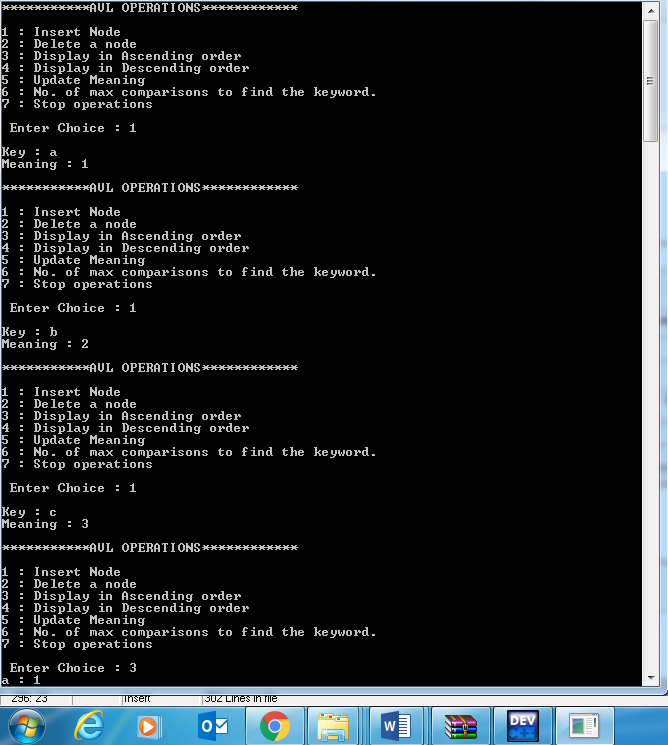 ***********AVL OPERATIONS************
1 : Insert Node
2 : Delete a node
3 : Display in Ascending order
4 : Display in Descending order
5 : Update Meaning
6 : No. of max comparisons to find the keyword.
7 : Stop operations
Enter Choice : 1
Key : a
Meaning : 1
***********AVL OPERATIONS************
1 : Insert Node
2 : Delete a node
3 : Display in Ascending order
4 : Display in Descending order
5 : Update Meaning
6 : No. of max comparisons to find the keyword.
7 : Stop operations
Enter Choice : 1
Key : b
Meaning : 2
***********AVL OPERATIONS************
1 : Insert Node
2 : Delete a node
3 : Display in Ascending order
4 : Display in Descending order
5 : Update Meaning
6 : No. of max comparisons to find the keyword.
7 : Stop operations
Enter Choice : 1
Key : c
Meaning : 3
***********AVL OPERATIONS************
1 : Insert Node
2 : Delete a node
3 : Display in Ascending order
4 : Display in Descending order
5 : Update Meaning
6 : No. of max comparisons to find the keyword.
7 : Stop operations
Enter Choice : 3
a : 1
296: 23 Insert 302 Lines in file
DEV
C++